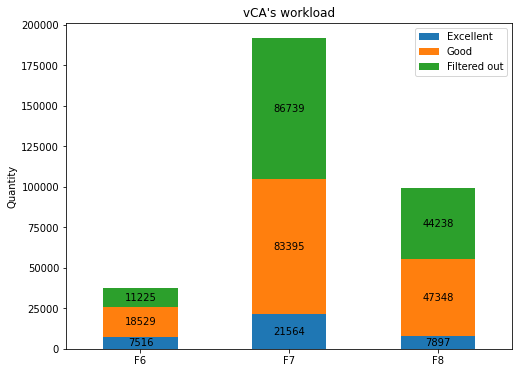 vCA's workload
Excellent
Good
Filtered out
Quantity
200000
175000
150000
125000
100000
75000
50000
25000
0
86739
83395
21564
44238
47348
7897
11225
18529
7516
F6
F7
F8